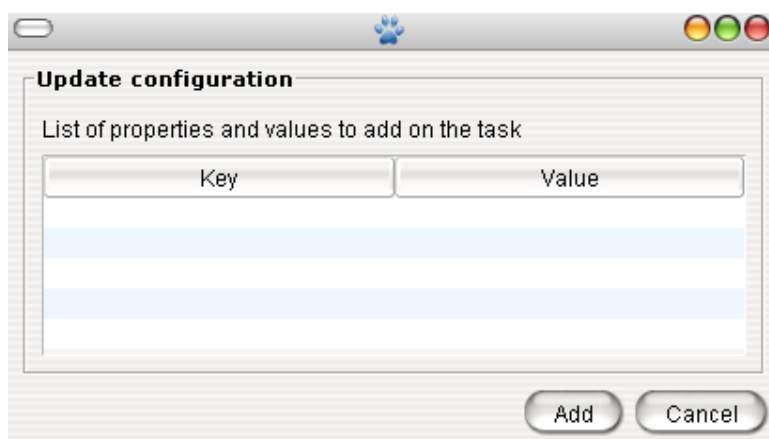 Update configuration
List of properties and values to add on the task
Key Value
Add Cancel